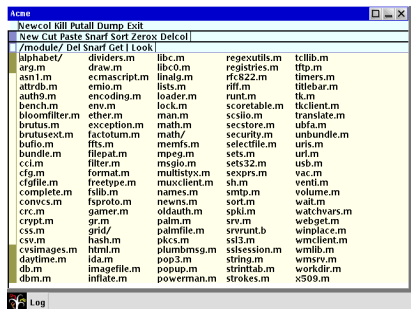 Acme
Newcol Kill Putall Dump Exit
New Cut Paste Snarf Sort Zerox Delcol
/module/ Del Snarf Get | Look
alphabet/ dividers.m libc.m regexutils.m tcllib.m
arg.m draw.m libc0.m registries.m tftp.m
asn1.m ecmascript.m linalg.m rfc822.m timers.m
attrdb.m emio.m lists.m riff.m titlebar.m
auth9.m encoding.m loader.m runt.m tk.m
bench.m env.m lock.m scoretable.m tkclient.m
bloomfilter.m ether.m man.m scsiio.m translate.m
brutus.m exception.m math.m secstore.m ubfa.m
brutusext.m factotum.m math/ security.m unbundle.m
bufio.m ffts.m memfs.m selectfile.m uris.m
bundle.m filepat.m mpeg.m sets.m url.m
cci.m filter.m msgio.m sets32.m usb.m
cfg.m format.m multistyx.m sexprs.m vac.m
cfgfile.m freetype.m muxclient.m sh.m venti.m
complete.m fslib.m names.m smtp.m volume.m
convcs.m fsproto.m newns.m sort.m wait.m
crc.m gamer.m oldauth.m spki.m watchvars.m
crypt.m gr.m palm.m srv.m webget.m
css.m grid/ palmfile.m srvrunt.b winplace.m
csv.m hash.m pkcs.m ssl3.m wmclient.m
cvsimages.m html.m plumbmsg.m sslsession.m wmlib.m
daytime.m ida.m pop3.m string.m wmsrv.m
db.m imagefile.m popup.m strinttab.m workdir.m
dbm.m inflate.m powerman.m strokes.m x509.m
Log